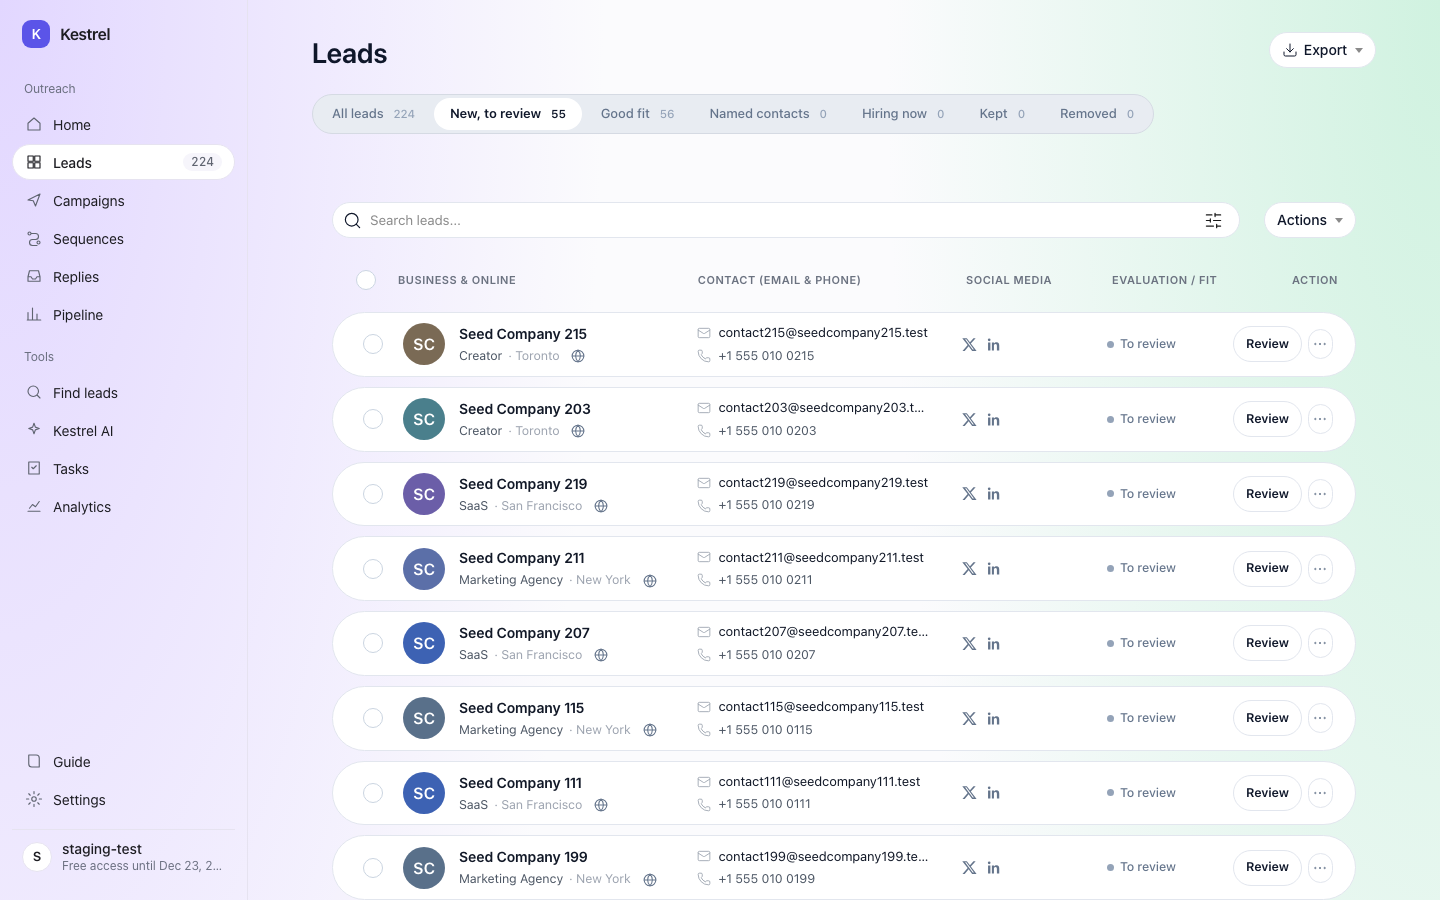 K Kestrel
Outreach
Home
Leads 224
Campaigns
Sequences
Replies
Pipeline
Tools
Find leads
Kestrel AI
Tasks
Analytics
Guide
Settings
S staging-test
Free access until Dec 23, 2...
Leads
Export
All leads 224 New, to review 55 Good fit 56 Named contacts 0 Hiring now 0 Kept 0 Removed 0
Search leads...
Actions
BUSINESS & ONLINE CONTACT (EMAIL & PHONE) SOCIAL MEDIA EVALUATION / FIT ACTION
SC Seed Company 215 contact215@seedcompany215.test To review Review
Creator · Toronto +1 555 010 0215
SC Seed Company 203 contact203@seedcompany203.t... To review Review
Creator · Toronto +1 555 010 0203
SC Seed Company 219 contact219@seedcompany219.test To review Review
SaaS · San Francisco +1 555 010 0219
SC Seed Company 211 contact211@seedcompany211.test To review Review
Marketing Agency · New York +1 555 010 0211
SC Seed Company 207 contact207@seedcompany207.te... To review Review
SaaS · San Francisco +1 555 010 0207
SC Seed Company 115 contact115@seedcompany115.test To review Review
Marketing Agency · New York +1 555 010 0115
SC Seed Company 111 contact111@seedcompany111.test To review Review
SaaS · San Francisco +1 555 010 0111
SC Seed Company 199 contact199@seedcompany199.te... To review Review
Marketing Agency · New York +1 555 010 0199